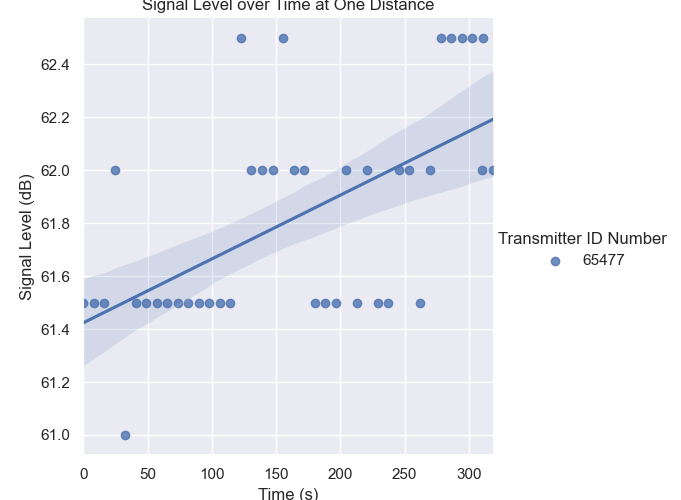 Signal Level over Time at One Distance
Signal Level (dB)
62.4
62.2
62.0
61.8
61.6
61.4
61.2
61.0
0 50 100 150 200 250 300
Time (s)
Transmitter ID Number
65477